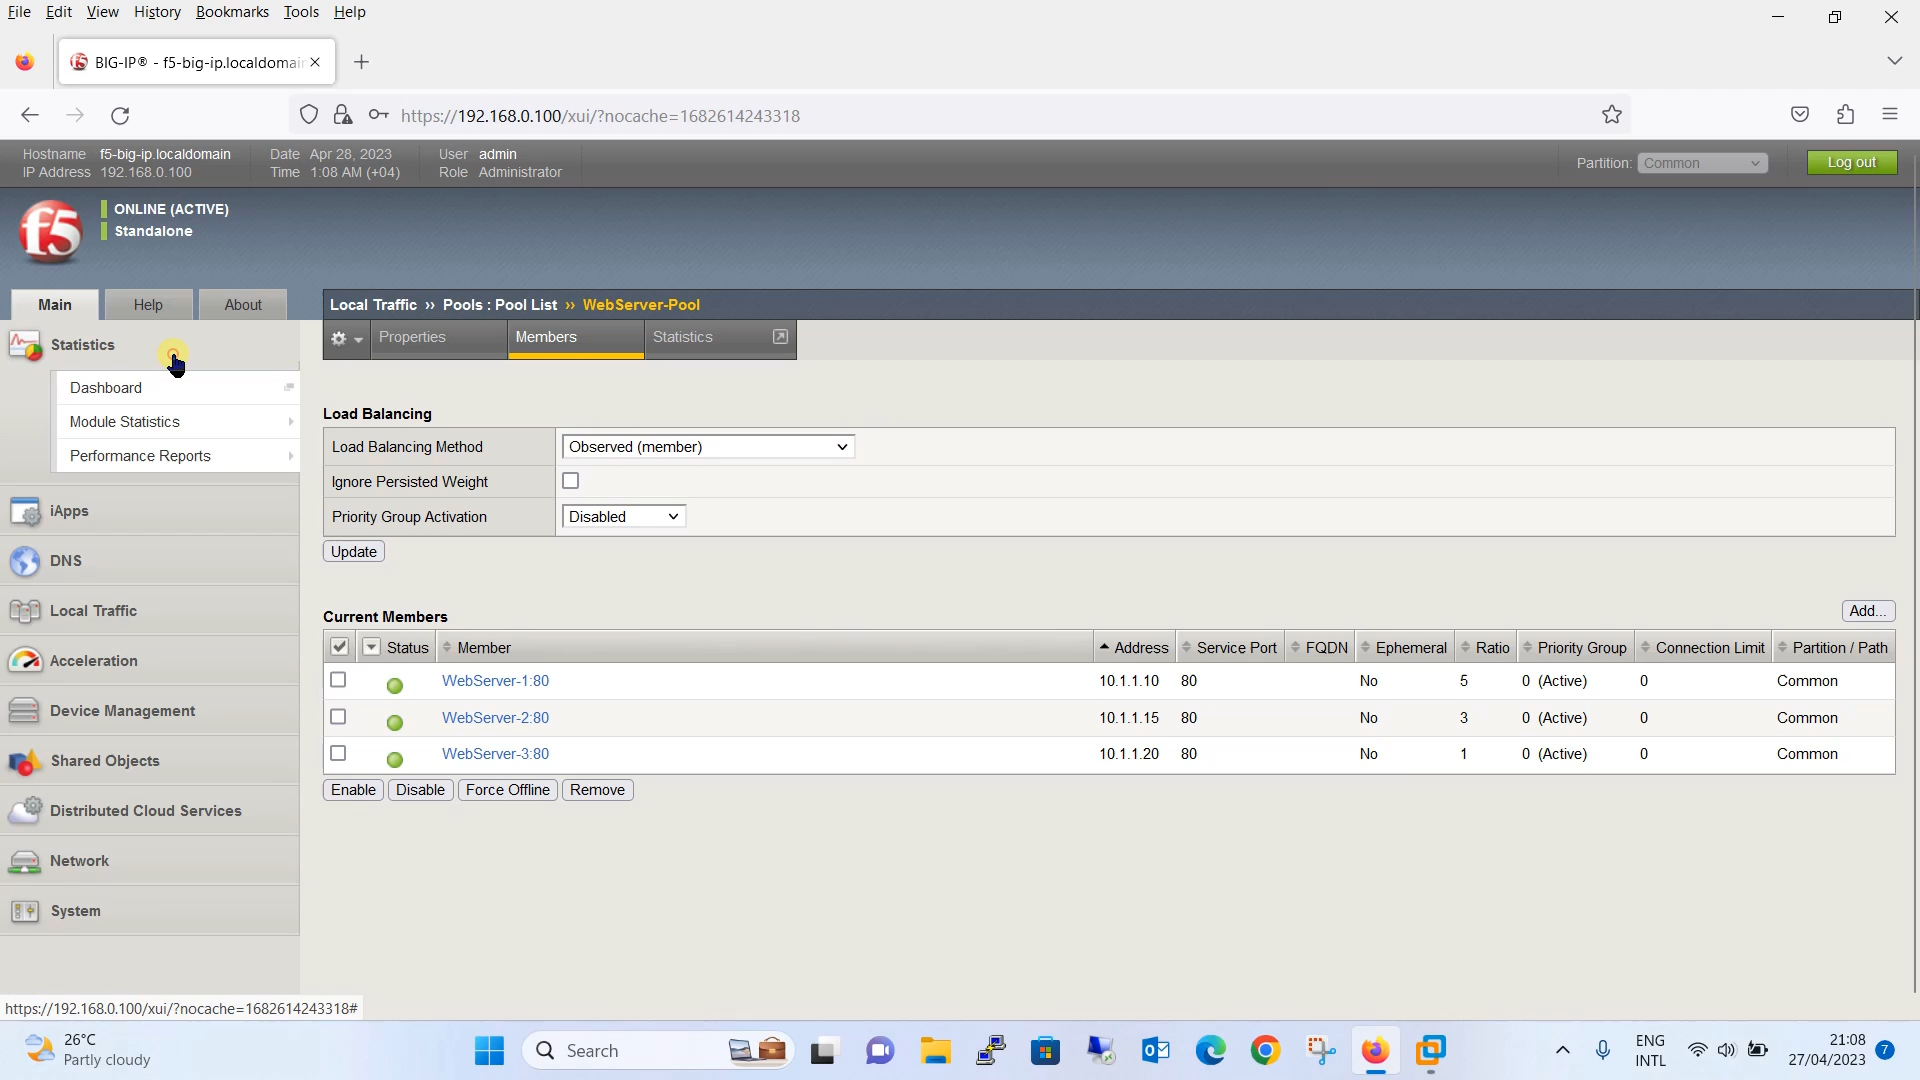 File Edit View History Bookmarks Tools Help
BIG-IP® - f5-big-ip.localdomai
https://192.168.0.100/xui/?nocache=1682614243318
Hostname f5-big-ip.localdomain Date Apr 28, 2023 User admin
IP Address 192.168.0.100 Time 1:08 AM (+04) Role Administrator
Partition: Common Log out
f5
ONLINE (ACTIVE)
Standalone
Main Help About
Statistics
Dashboard
Module Statistics
Performance Reports
iApps
DNS
Local Traffic
Acceleration
Device Management
Shared Objects
Distributed Cloud Services
Network
System
Local Traffic ›› Pools : Pool List ›› WebServer-Pool
Properties Members Statistics
Load Balancing
Load Balancing Method Observed (member)
Ignore Persisted Weight
Priority Group Activation Disabled
Update
Current Members Add...
Status Member Address Service Port FQDN Ephemeral Ratio Priority Group Connection Limit Partition / Path
WebServer-1:80 10.1.1.10 80 No 5 0 (Active) 0 Common
WebServer-2:80 10.1.1.15 80 No 3 0 (Active) 0 Common
WebServer-3:80 10.1.1.20 80 No 1 0 (Active) 0 Common
Enable Disable Force Offline Remove
https://192.168.0.100/xui/?nocache=1682614243318#
26°C
Partly cloudy
Search
ENG
INTL
21:08
27/04/2023
7